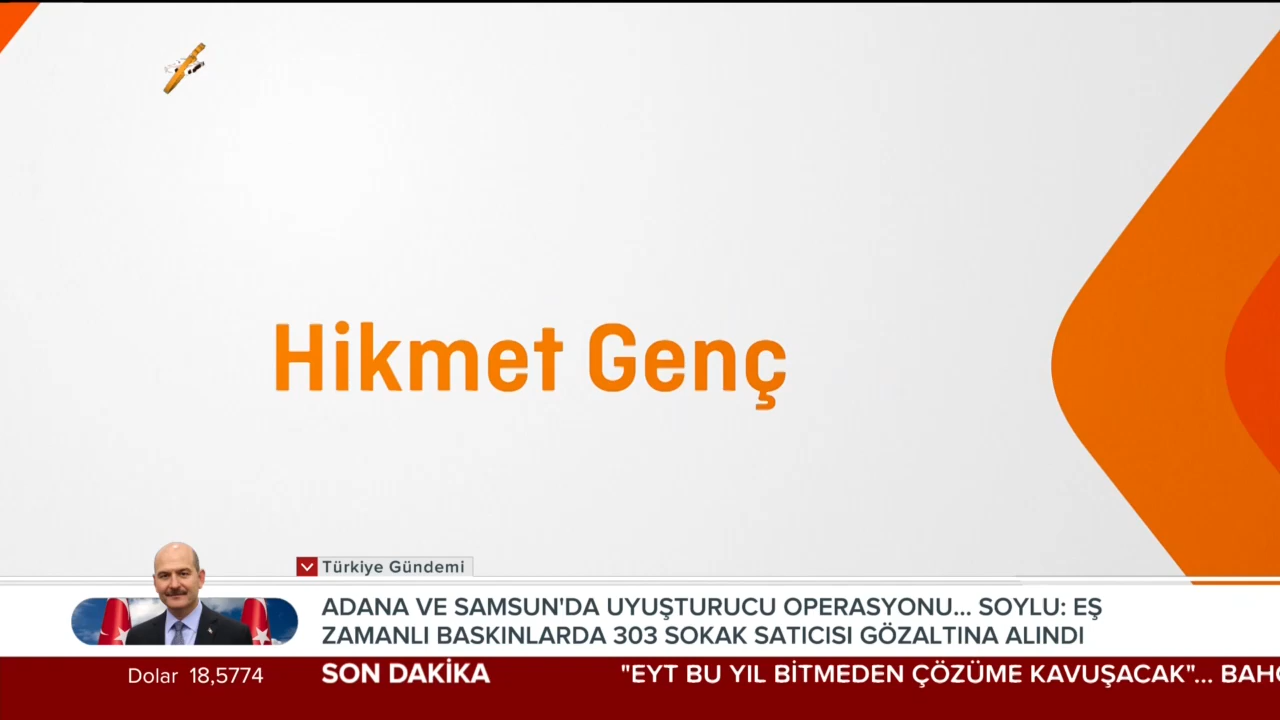 Hikmet Genç
Türkiye Gündemi
ADANA VE SAMSUN'DA UYUŞTURUCU OPERASYONU... SOYLU: EŞ
ZAMANLI BASKINLARDA 303 SOKAK SATICISI GÖZALTINA ALINDI
Dolar 18,5774
SON DAKİKA
"EYT BU YIL BİTMEDEN ÇÖZÜME KAVUŞACAK"...